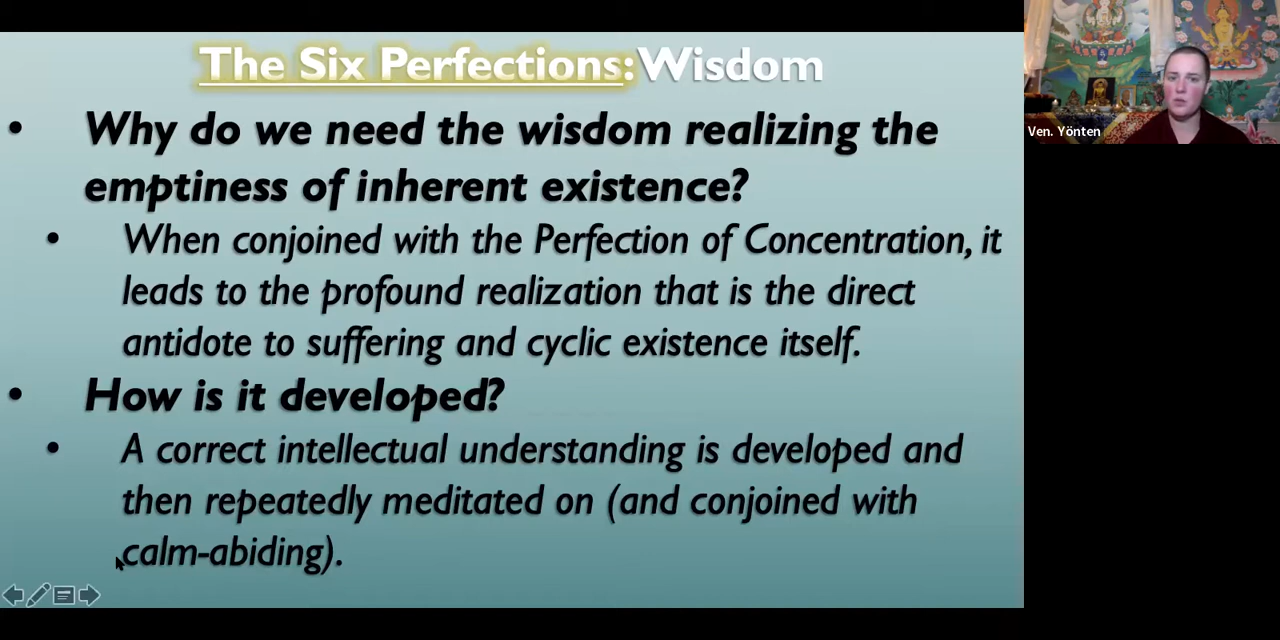 The Six Perfections: Wisdom
• Why do we need the wisdom realizing the
emptiness of inherent existence?
• When conjoined with the Perfection of Concentration, it
leads to the profound realization that is the direct
antidote to suffering and cyclic existence itself.
• How is it developed?
• A correct intellectual understanding is developed and
then repeatedly meditated on (and conjoined with
calm-abiding).
Ven. Yönten